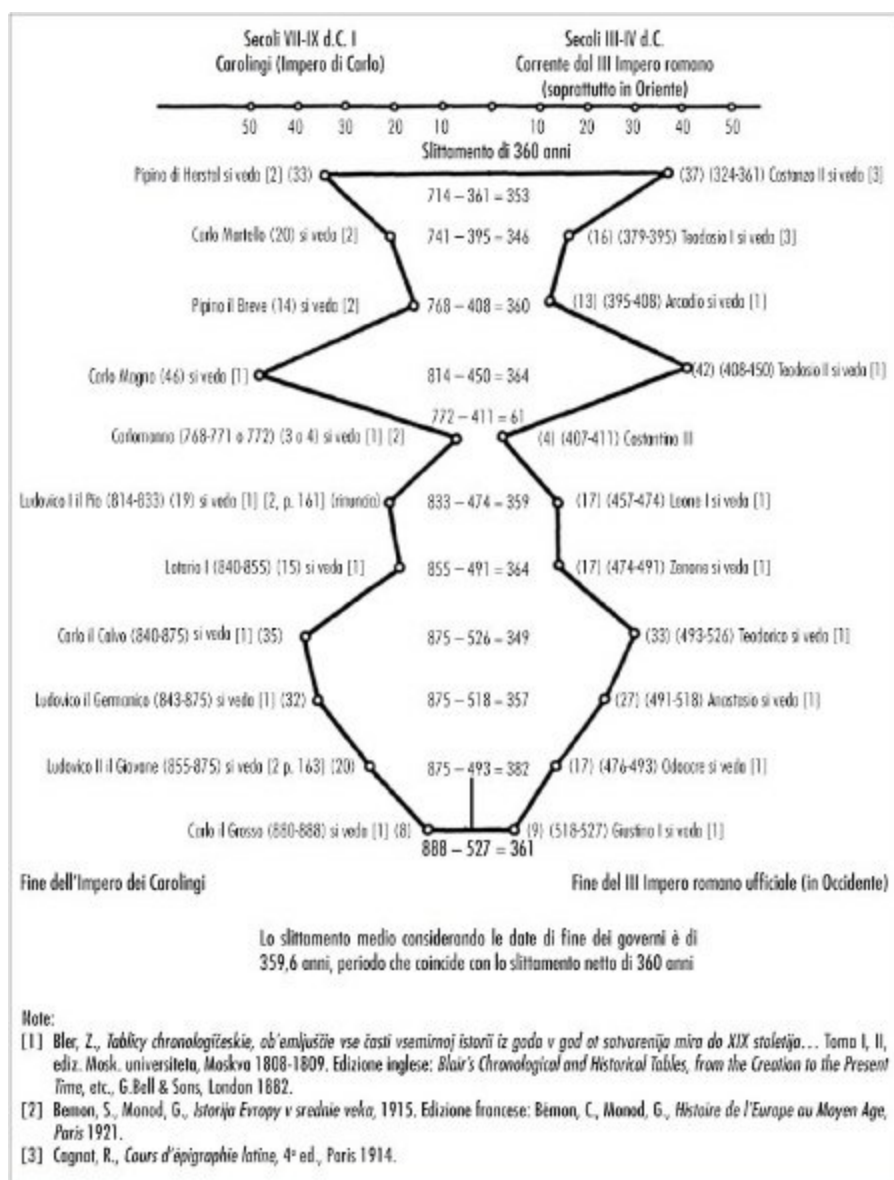 Secoli VII-IX d.C. I
Carolingi (Impero di Carlo)
Secoli III-IV d.C.
Corrente dal III Impero romano
(soprattutto in Oriente)
50 40 30 20 10 10 20 30 40 50
Slittamento di 360 anni
Pipino di Herstal si veda [2] (33)
(37) (324-361) Costanzo II si veda [3]
714 – 361 = 353
Carlo Martello (20) si veda [2]
741 – 395 = 346
(16) (379-395) Teodosio I si veda [3]
Pipino il Breve (14) si veda [2]
768 – 408 = 360
(13) (395-408) Arcadio si veda [1]
Carlo Magno (46) si veda [1]
814 – 450 = 364
(42) (408-450) Teodosio II si veda [1]
772 – 411 = 61
Carlomanno (768-771 o 772) (3 o 4) si veda [1] [2]
(4) (407-411) Costantino III
Ludovico I il Pio (814-833) (19) si veda [1] [2, p. 161] (rinuncia)
833 – 474 = 359
(17) (457-474) Leone I si veda [1]
Lotario I (840-855) (15) si veda [1]
855 – 491 = 364
(17) (474-491) Zenone si veda [1]
Carlo il Calvo (840-875) si veda [1] (35)
875 – 526 = 349
(33) (493-526) Teodorico si veda [1]
Ludovico il Germanico (843-875) si veda [1] (32)
875 – 518 = 357
(27) (491-518) Anastasio si veda [1]
Ludovico II il Giovane (855-875) si veda [2 p. 163] (20)
875 – 493 = 382
(17) (476-493) Odoacre si veda [1]
Carlo il Grosso (880-888) si veda [1] (8)
(9) (518-527) Giustino I si veda [1]
888 – 527 = 361
Fine dell'Impero dei Carolingi
Fine del III Impero romano ufficiale (in Occidente)
Lo slittamento medio considerando le date di fine dei governi è di
359,6 anni, periodo che coincide con lo slittamento netto di 360 anni
Note:
[1] Bler, Z., Tablicy chronologičeskie, ob'emljuščie vse časti vsemirnoj istorii iz goda v god ot sotvorenija mira do XIX stoletija... Tomo I, II,
ediz. Mosk. universiteta, Moskva 1808-1809. Edizione inglese: Blair's Chronological and Historical Tables, from the Creation to the Present
Time, etc., G.Bell & Sons, London 1882.
[2] Bemon, S., Monod, G., Istorija Evropy v srednie veka, 1915. Edizione francese: Bémon, C., Monod, G., Histoire de l'Europe au Moyen Age,
Paris 1921.
[3] Cagnat, R., Cours d'épigraphie latine, 4ª ed., Paris 1914.